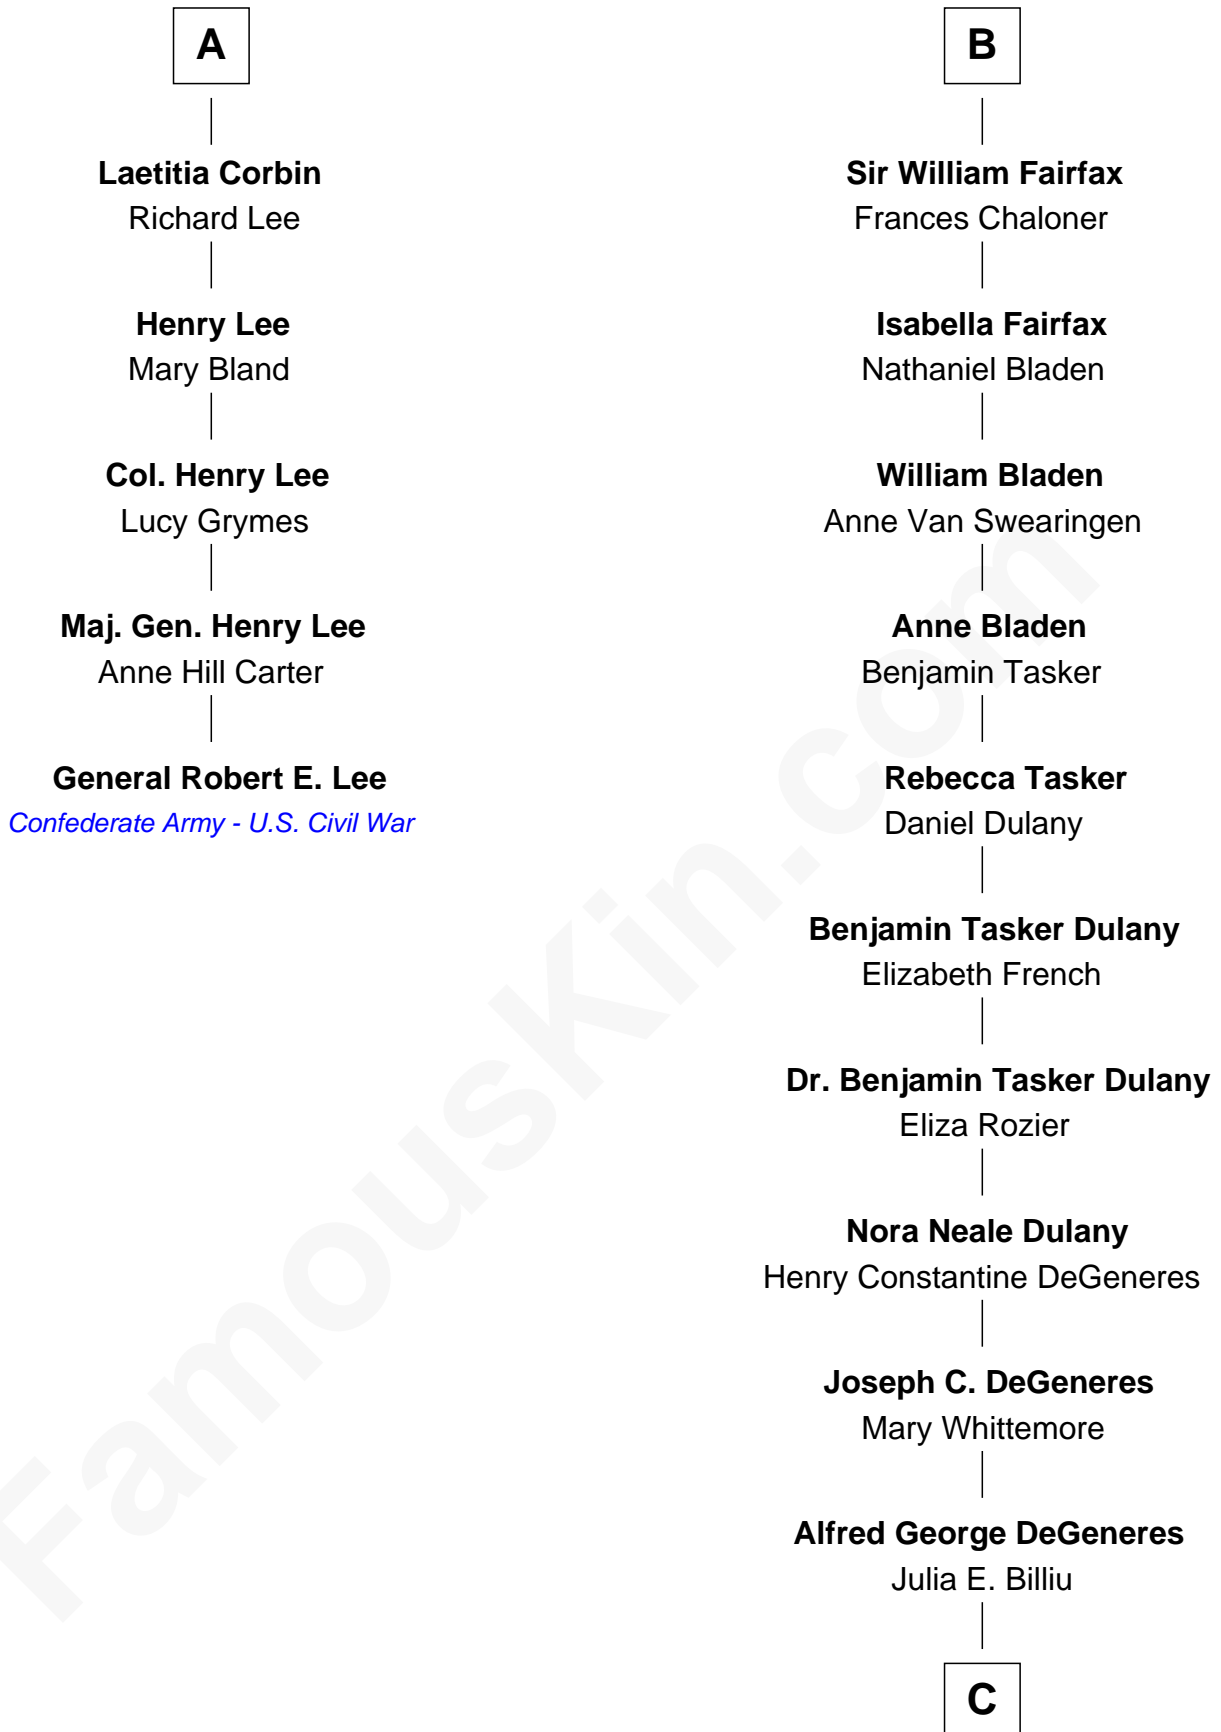 A
Laetitia Corbin
Richard Lee
Henry Lee
Mary Bland
Col. Henry Lee
Lucy Grymes
Maj. Gen. Henry Lee
Anne Hill Carter
General Robert E. Lee
Confederate Army - U.S. Civil War
B
Sir William Fairfax
Frances Chaloner
Isabella Fairfax
Nathaniel Bladen
William Bladen
Anne Van Swearingen
Anne Bladen
Benjamin Tasker
Rebecca Tasker
Daniel Dulany
Benjamin Tasker Dulany
Elizabeth French
Dr. Benjamin Tasker Dulany
Eliza Rozier
Nora Neale Dulany
Henry Constantine DeGeneres
Joseph C. DeGeneres
Mary Whittemore
Alfred George DeGeneres
Julia E. Billiu
C
FamousKin.com